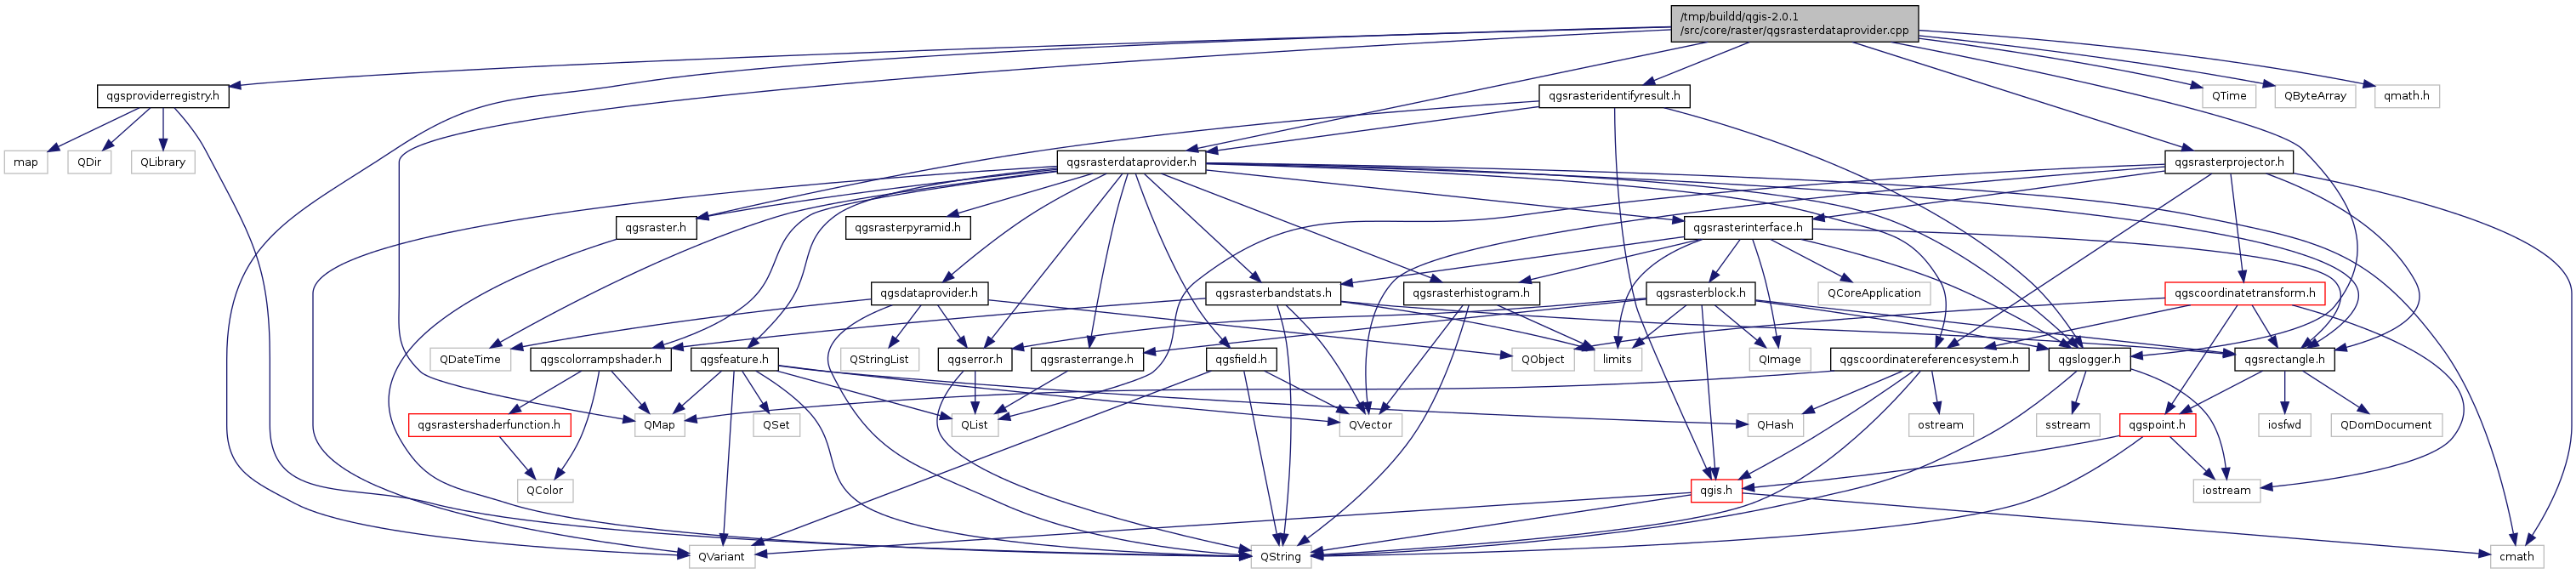 /tmp/buildd/qgis-2.0.1
/src/core/raster/qgsrasterdataprovider.cpp
qgsproviderregistry.h
qgsrasteridentifyresult.h
QTime
QByteArray
qmath.h
map
QDir
QLibrary
qgsrasterdataprovider.h
qgsrasterprojector.h
qgsraster.h
qgsrasterpyramid.h
qgsrasterinterface.h
qgsdataprovider.h
qgsrasterbandstats.h
qgsrasterhistogram.h
qgsrasterblock.h
QCoreApplication
qgscoordinatetransform.h
QDateTime
qgscolorrampshader.h
qgsfeature.h
QStringList
qgserror.h
qgsrasterrange.h
qgsfield.h
QObject
limits
QImage
qgscoordinatereferencesystem.h
qgslogger.h
qgsrectangle.h
qgsrastershaderfunction.h
QMap
QSet
QList
QVector
QHash
ostream
sstream
qgspoint.h
iosfwd
QDomDocument
QColor
qgis.h
iostream
QVariant
QString
cmath